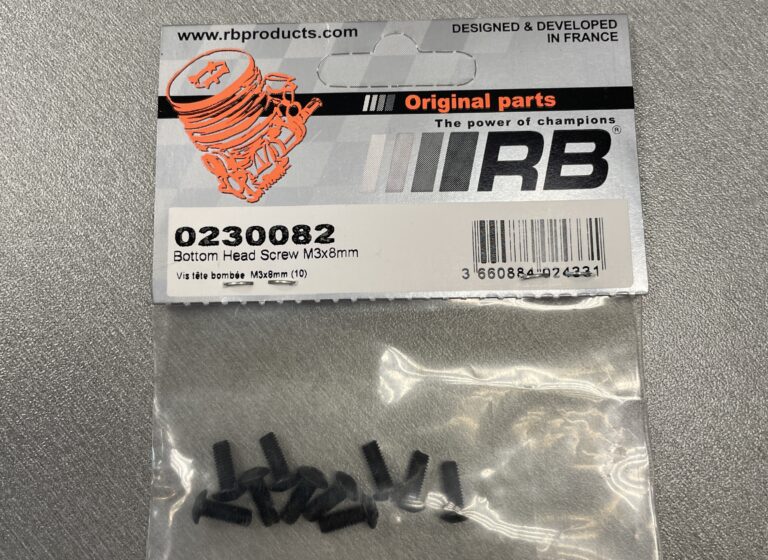 www.rbproducts.com
DESIGNED & DEVELOPED
IN FRANCE
Original parts
The power of champions
RB®
0230082
Bottom Head Screw M3x8mm
Vis tête bombée M3x8mm (10)
3 660884 024331